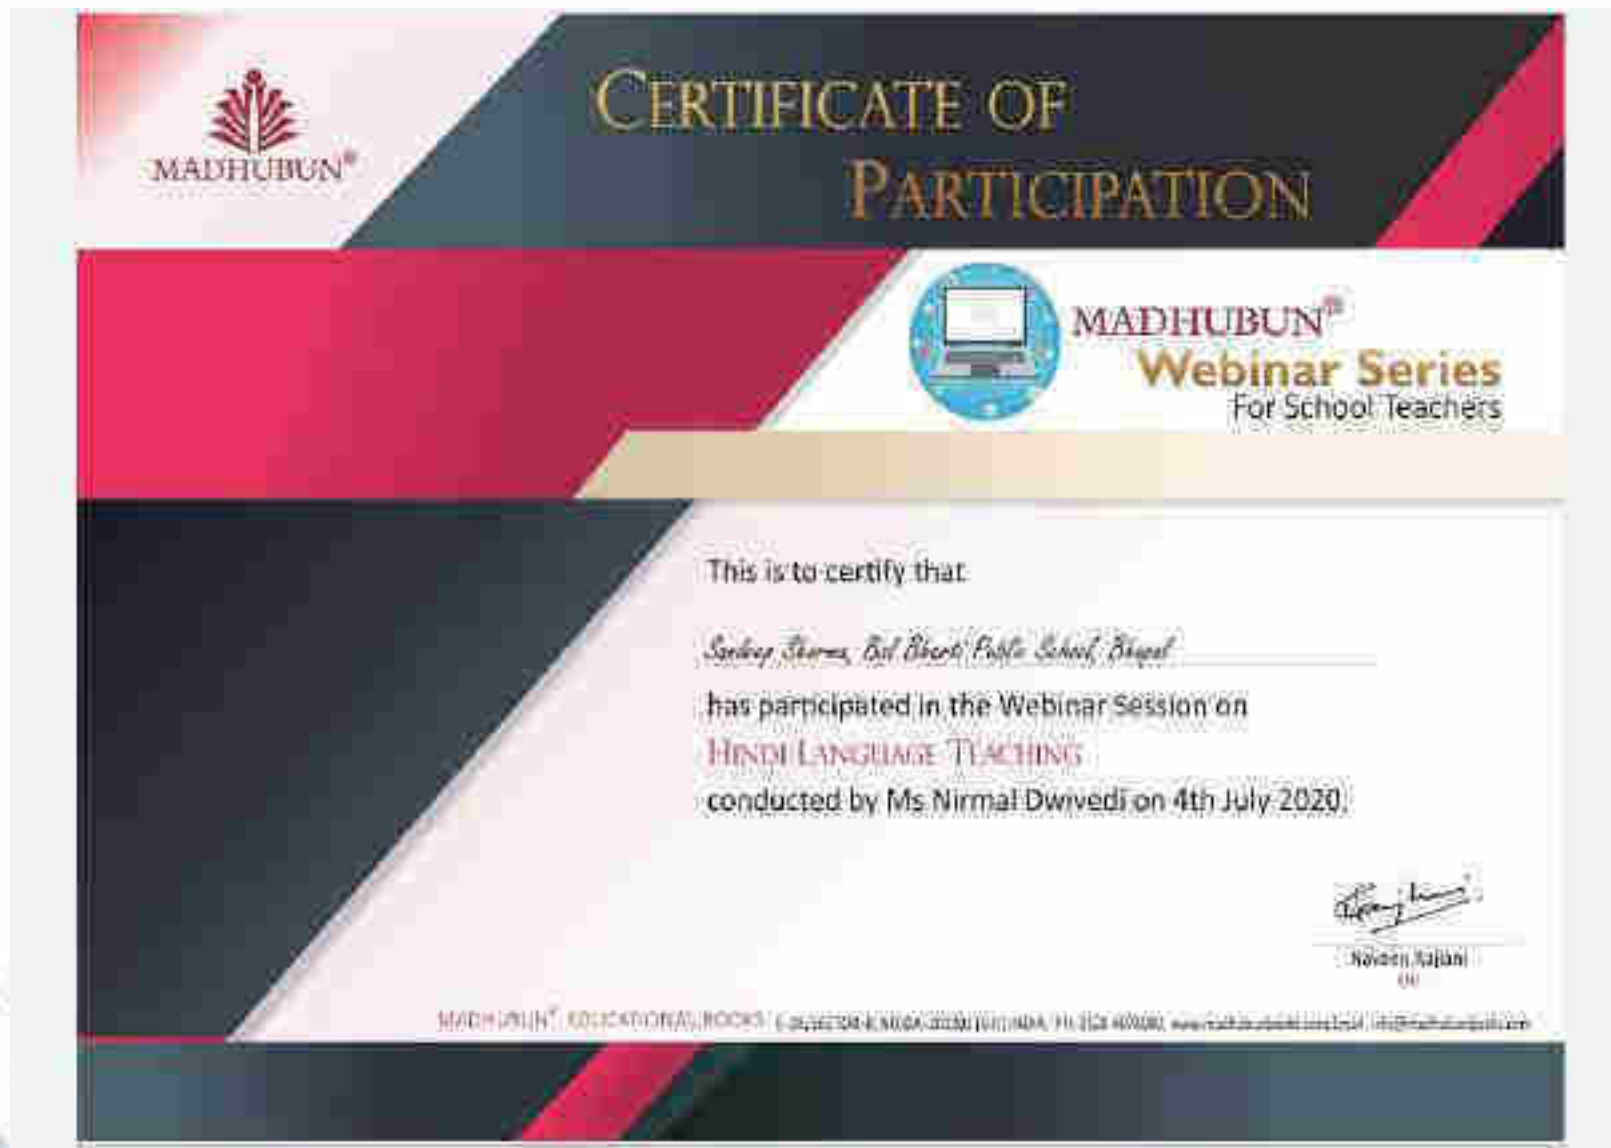 MADHUBUN®
CERTIFICATE OF
PARTICIPATION
MADHUBUN®
Webinar Series
For School Teachers
This is to certify that
Sandeep Sharma, Bal Bharti Public School, Bhopal
has participated in the Webinar Session on
HINDI LANGUAGE TEACHING
conducted by Ms Nirmal Dwivedi on 4th July 2020.
Naveen Rajlani
MADHUBUN® EDUCATIONAL BOOKS